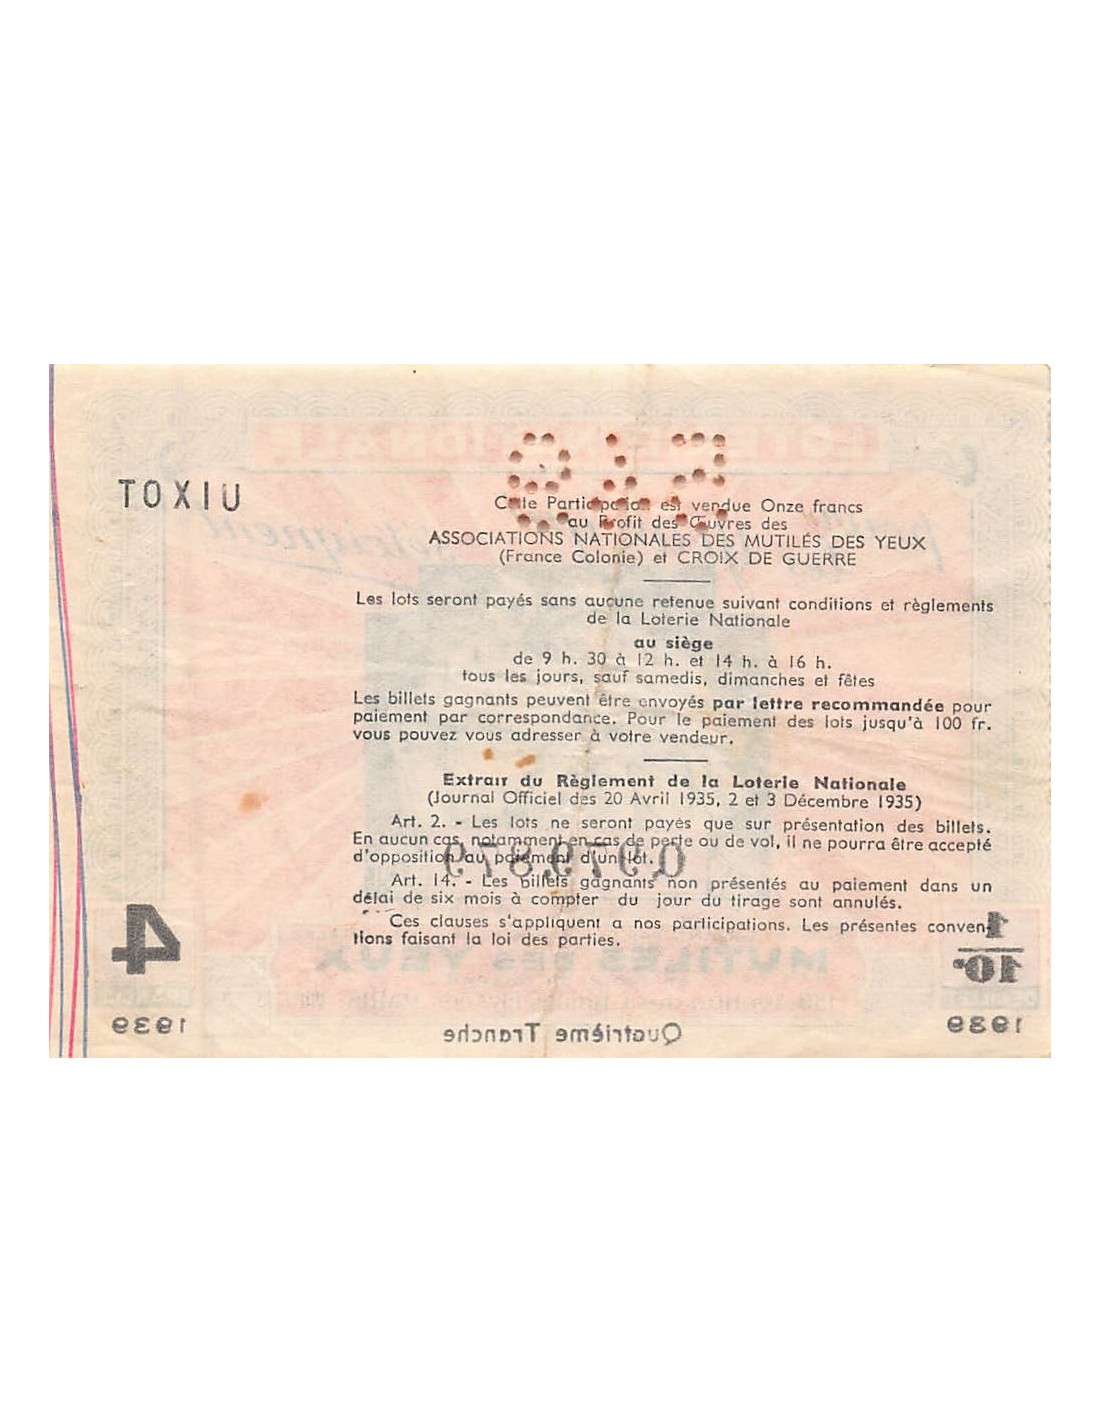 TOXIU
Cette Participation est vendue Onze francs
au Profit des Œuvres des
ASSOCIATIONS NATIONALES DES MUTILÉS DES YEUX
(France Colonie) et CROIX DE GUERRE
Les lots seront payés sans aucune retenue suivant conditions et règlements
de la Loterie Nationale
au siège
de 9 h. 30 à 12 h. et 14 h. à 16 h.
tous les jours, sauf samedis, dimanches et fêtes
Les billets gagnants peuvent être envoyés par lettre recommandée pour
paiement par correspondance. Pour le paiement des lots jusqu'à 100 fr.
vous pouvez vous adresser à votre vendeur.
Extrait du Règlement de la Loterie Nationale
(Journal Officiel des 20 Avril 1935, 2 et 3 Décembre 1935)
Art. 2. - Les lots ne seront payés que sur présentation des billets.
En aucun cas, notamment en cas de perte ou de vol, il ne pourra être accepté
d'opposition au paiement d'un lot.
Art. 14. - Les billets gagnants non présentés au paiement dans un
délai de six mois à compter du jour du tirage sont annulés.
Ces clauses s'appliquent a nos participations. Les présentes conven-
tions faisant la loi des parties.
4
1/10e
MUTILÉS DES YEUX
1939
Quatrième Tranche
1939